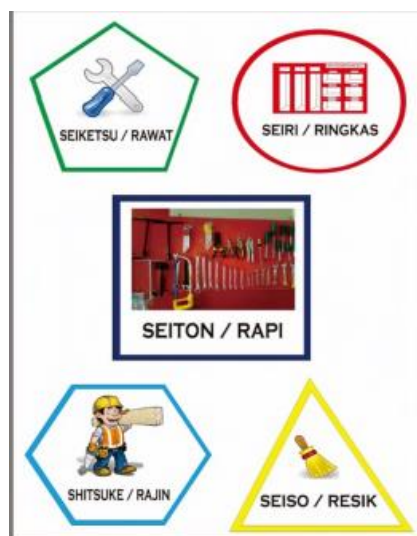 SEIKETSU / RAWAT
SEIRI / RINGKAS
SEITON / RAPI
SHITSUKE / RAJIN
SEISO / RESIK